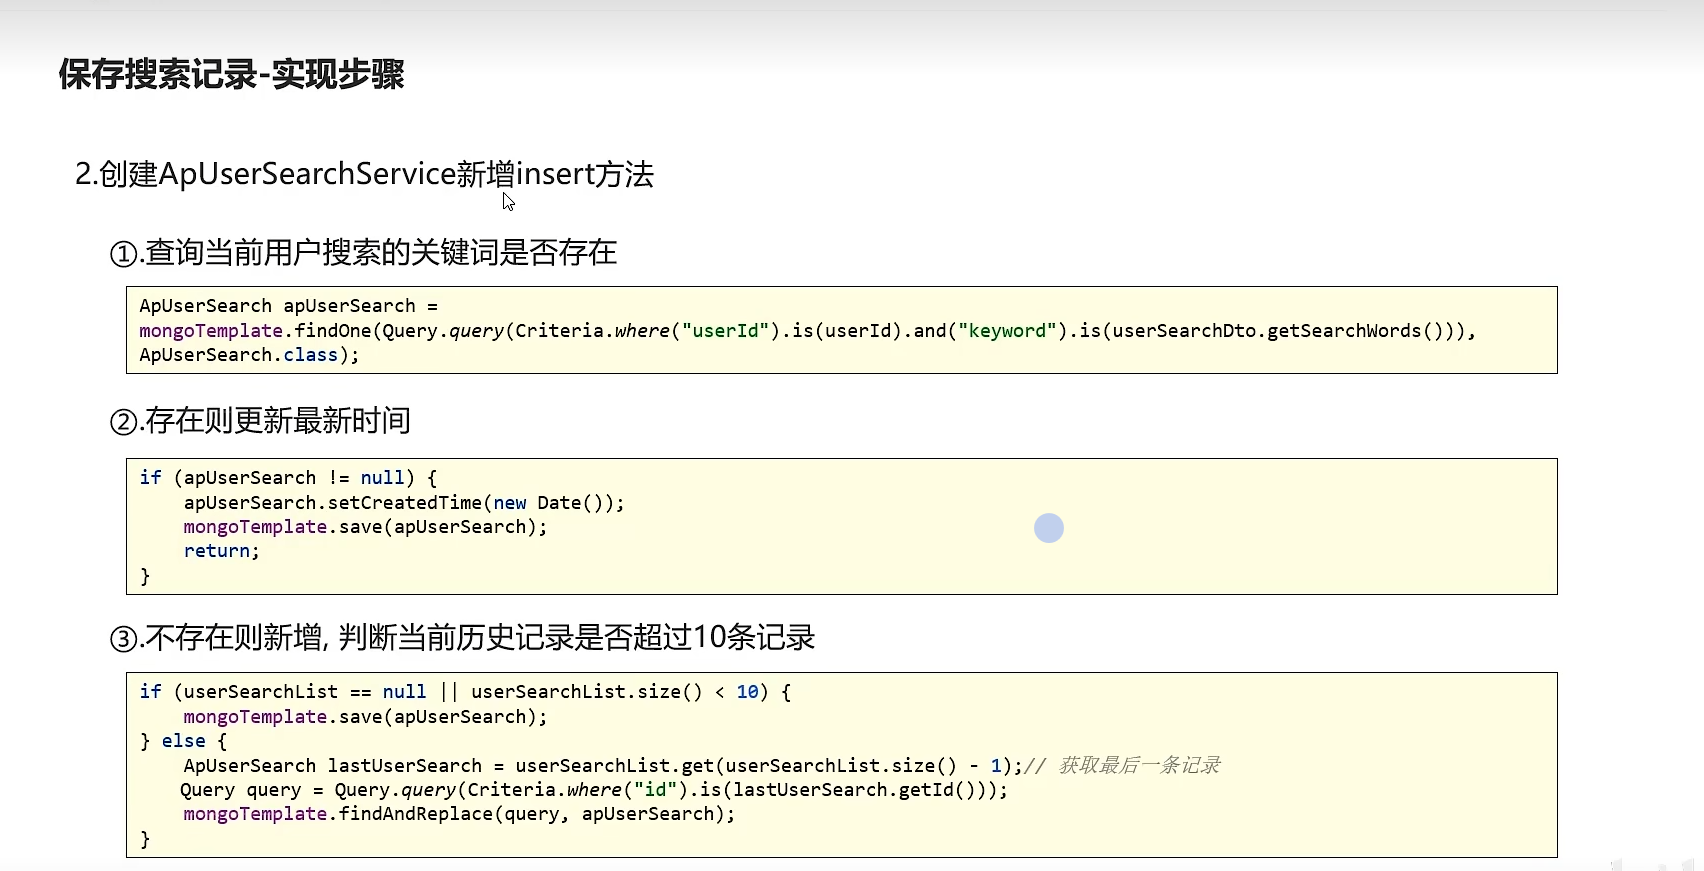 保存搜索记录-实现步骤
2.创建ApUserSearchService新增insert方法
①.查询当前用户搜索的关键词是否存在
ApUserSearch apUserSearch =
mongoTemplate.findOne(Query.query(Criteria.where("userId").is(userId).and("keyword").is(userSearchDto.getSearchWords())),
ApUserSearch.class);
②.存在则更新最新时间
if (apUserSearch != null) {
    apUserSearch.setCreatedTime(new Date());
    mongoTemplate.save(apUserSearch);
    return;
}
③.不存在则新增, 判断当前历史记录是否超过10条记录
if (userSearchList == null || userSearchList.size() < 10) {
    mongoTemplate.save(apUserSearch);
} else {
    ApUserSearch lastUserSearch = userSearchList.get(userSearchList.size() - 1);// 获取最后一条记录
    Query query = Query.query(Criteria.where("id").is(lastUserSearch.getId()));
    mongoTemplate.findAndReplace(query, apUserSearch);
}